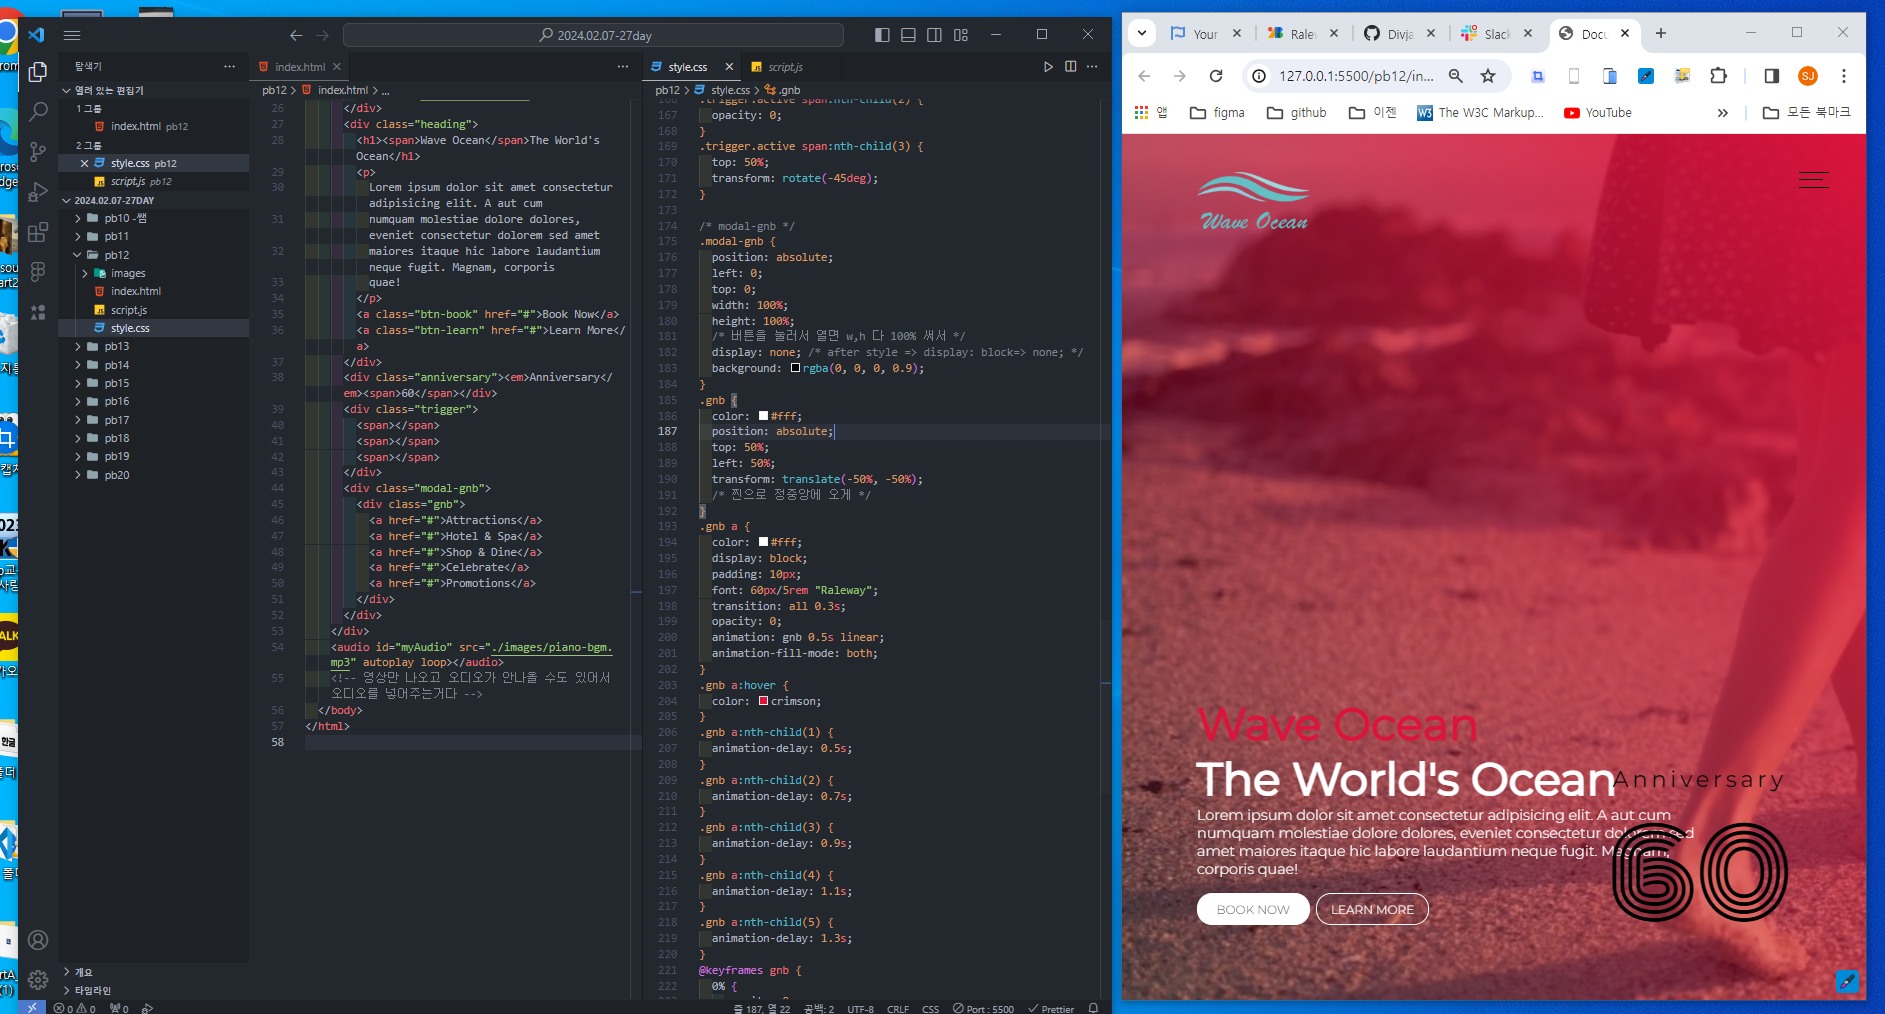 2024.02.07-27day
탐색기
열려 있는 편집기
1 그룹
index.html pb12
2 그룹
style.css pb12
script.js pb12
2024.02.07-27DAY
pb10 -쌤
pb11
pb12
images
index.html
script.js
style.css
pb13
pb14
pb15
pb16
pb17
pb18
pb19
pb20
개요
타임라인
index.html
pb12 > index.html > ...
26 </div>
27 <div class="heading">
28 <h1><span>Wave Ocean</span>The World's
Ocean</h1>
29 <p>
30 Lorem ipsum dolor sit amet consectetur
adipisicing elit. A aut cum
31 numquam molestiae dolore dolores,
eveniet consectetur dolorem sed amet
32 maiores itaque hic labore laudantium
neque fugit. Magnam, corporis
33 quae!
34 </p>
35 <a class="btn-book" href="#">Book Now</a>
36 <a class="btn-learn" href="#">Learn More</
a>
37 </div>
38 <div class="anniversary"><em>Anniversary</
em><span>60</span></div>
39 <div class="trigger">
40 <span></span>
41 <span></span>
42 <span></span>
43 </div>
44 <div class="modal-gnb">
45 <div class="gnb">
46 <a href="#">Attractions</a>
47 <a href="#">Hotel & Spa</a>
48 <a href="#">Shop & Dine</a>
49 <a href="#">Celebrate</a>
50 <a href="#">Promotions</a>
51 </div>
52 </div>
53 </div>
54 <audio id="myAudio" src="./images/piano-bgm.
mp3" autoplay loop></audio>
55 <!-- 영상만 나오고 오디오가 안나올 수도 있어서
오디오를 넣어주는거다 -->
56 </body>
57 </html>
58
style.css
script.js
pb12 > style.css > .gnb
166 .trigger.active span:nth-child(2) {
167 opacity: 0;
168 }
169 .trigger.active span:nth-child(3) {
170 top: 50%;
171 transform: rotate(-45deg);
172 }
173
174 /* modal-gnb */
175 .modal-gnb {
176 position: absolute;
177 left: 0;
178 top: 0;
179 width: 100%;
180 height: 100%;
181 /* 버튼을 눌러서 열면 w,h 다 100% 써서 */
182 display: none; /* after style => display: block=> none; */
183 background: rgba(0, 0, 0, 0.9);
184 }
185 .gnb {
186 color: #fff;
187 position: absolute;
188 top: 50%;
189 left: 50%;
190 transform: translate(-50%, -50%);
191 /* 찐으로 정중앙에 오게 */
192 }
193 .gnb a {
194 color: #fff;
195 display: block;
196 padding: 10px;
197 font: 60px/5rem "Raleway";
198 transition: all 0.3s;
199 opacity: 0;
200 animation: gnb 0.5s linear;
201 animation-fill-mode: both;
202 }
203 .gnb a:hover {
204 color: crimson;
205 }
206 .gnb a:nth-child(1) {
207 animation-delay: 0.5s;
208 }
209 .gnb a:nth-child(2) {
210 animation-delay: 0.7s;
211 }
212 .gnb a:nth-child(3) {
213 animation-delay: 0.9s;
214 }
215 .gnb a:nth-child(4) {
216 animation-delay: 1.1s;
217 }
218 .gnb a:nth-child(5) {
219 animation-delay: 1.3s;
220 }
221 @keyframes gnb {
222 0% {
0 0 0
줄 187, 열 22 공백: 2 UTF-8 CRLF CSS Port : 5500 Prettier
Your
Divja
Slack
Docu
127.0.0.1:5500/pb12/in...
SJ
앱 figma github 이젠 The W3C Markup... YouTube » 모든 북마크
Wave Ocean
Wave Ocean
The World's Ocean
Anniversary
Lorem ipsum dolor sit amet consectetur adipisicing elit. A aut cum
numquam molestiae dolore dolores, eveniet consectetur dolorem sed
amet maiores itaque hic labore laudantium neque fugit. Magnam,
corporis quae!
60
BOOK NOW LEARN MORE